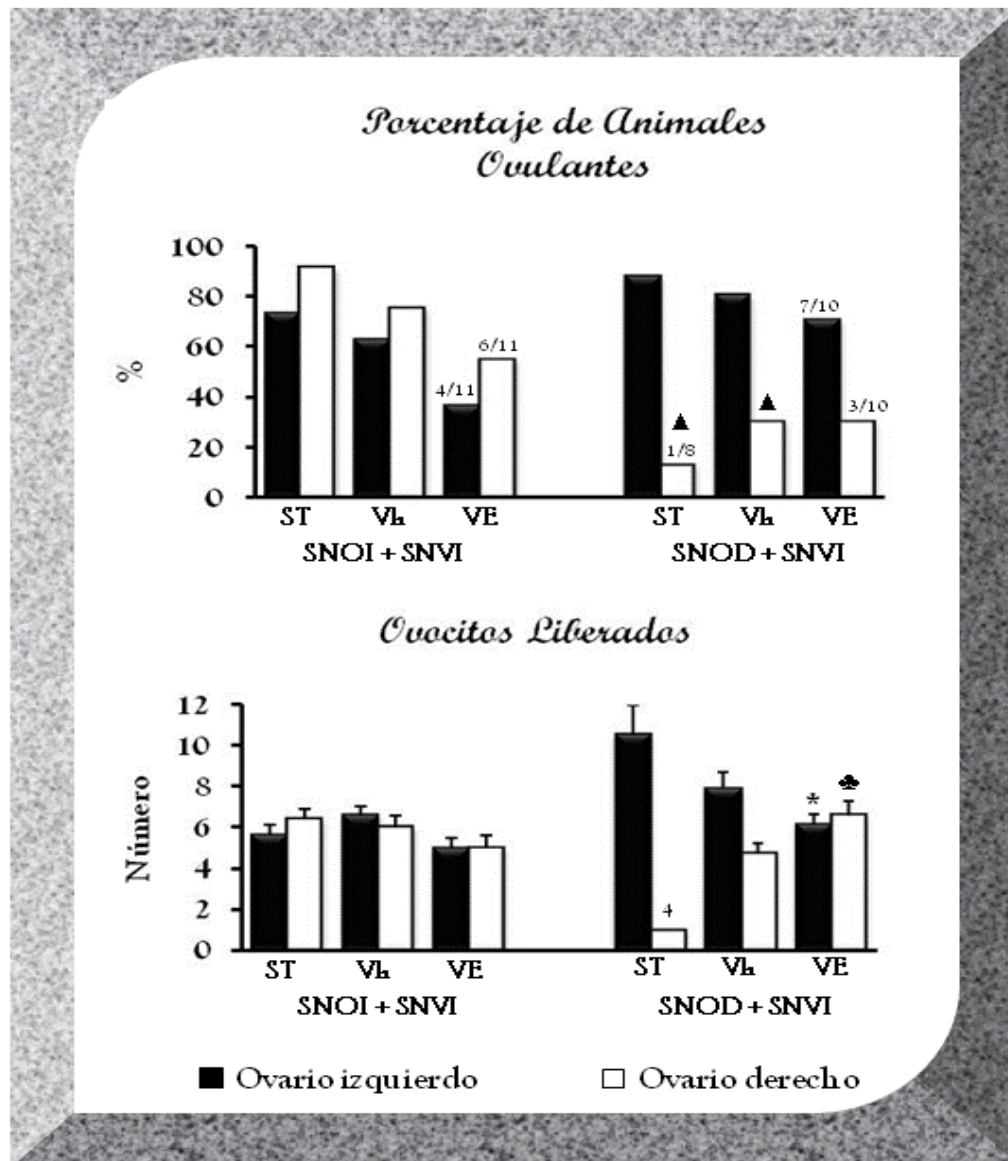 Porcentaje de Animales
Ovulantes
100
80
60
40
20
0
%
4/11
6/11
▲
1/8
▲
7/10
3/10
ST Vh VE ST Vh VE
SNOI + SNVI SNOD + SNVI
Ovocitos Liberados
12
10
8
6
4
2
0
Número
4
*
♣
ST Vh VE ST Vh VE
SNOI + SNVI SNOD + SNVI
Ovario izquierdo Ovario derecho